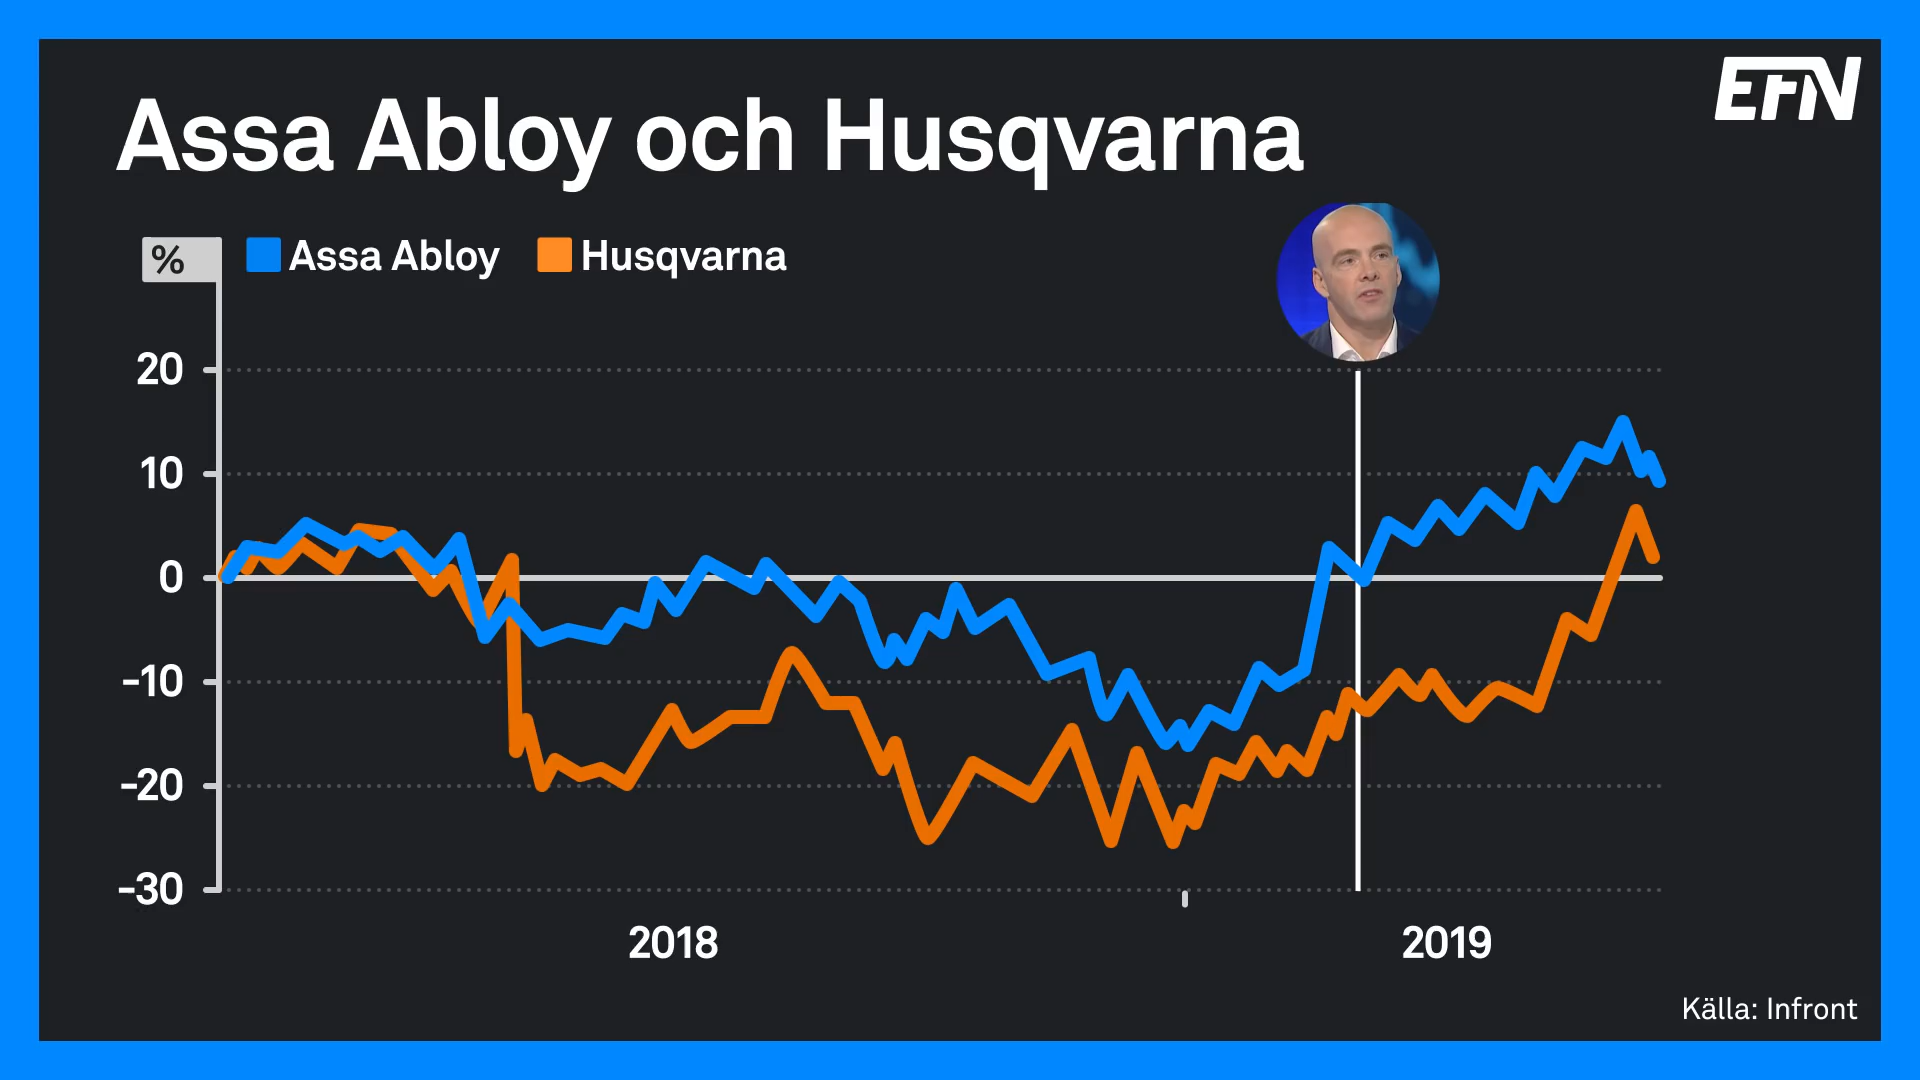 EFN
Assa Abloy och Husqvarna
% Assa Abloy Husqvarna
20
10
0
-10
-20
-30
2018 2019
Källa: Infront